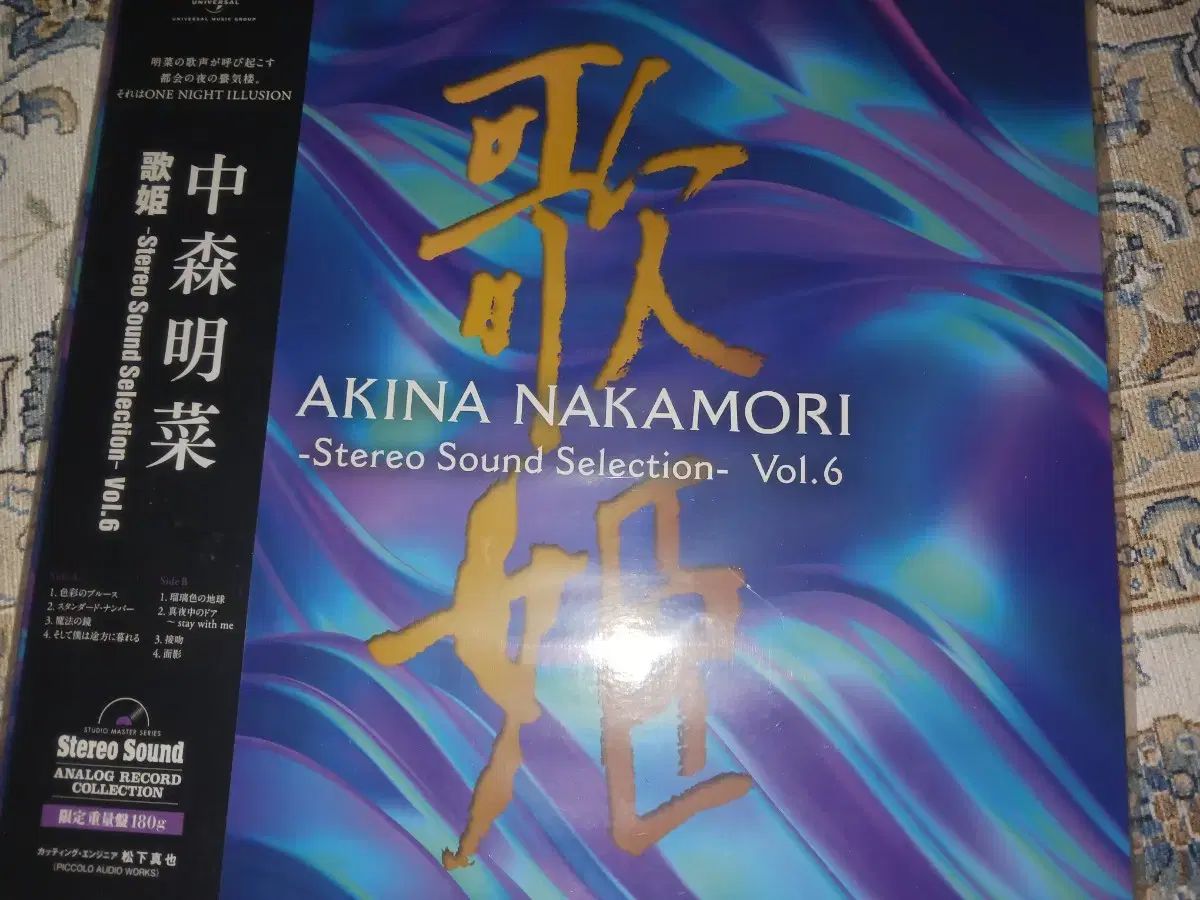 UNIVERSAL
UNIVERSAL MUSIC GROUP
明菜の歌声が呼び起こす
都会の夜の蜃気楼。
それはONE NIGHT ILLUSION
中森明菜
歌姫 -Stereo Sound Selection- Vol.6
Side A
1. 色彩のブルース
2. スタンダード・ナンバー
3. 魔法の鏡
4. そして僕は途方に暮れる
Side B
1. 瑠璃色の地球
2. 真夜中のドア
～ stay with me
3. 接吻
4. 面影
STUDIO MASTER SERIES
Stereo Sound
ANALOG RECORD
COLLECTION
限定 重量盤 180g
カッティング・エンジニア 松下真也
(PICCOLO AUDIO WORKS)
歌姫
AKINA NAKAMORI
-Stereo Sound Selection- Vol.6